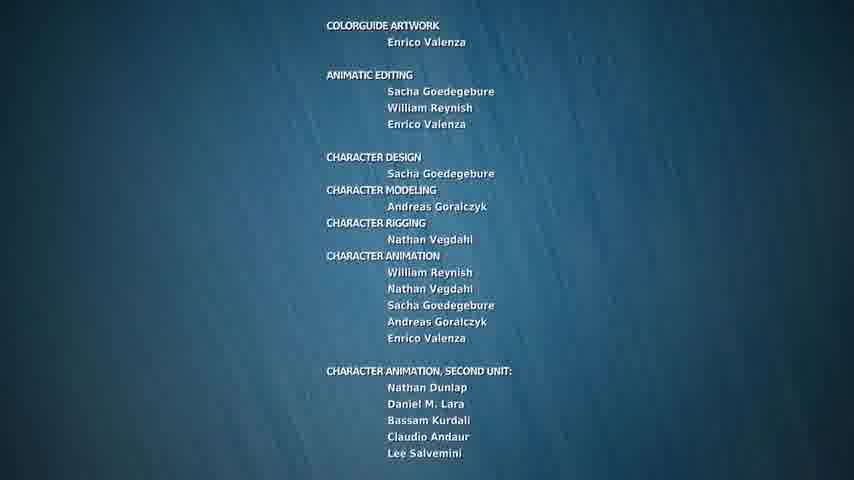 COLORGUIDE ARTWORK
Enrico Valenza
ANIMATIC EDITING
Sacha Goedegebure
William Reynish
Enrico Valenza
CHARACTER DESIGN
Sacha Goedegebure
CHARACTER MODELING
Andreas Goralczyk
CHARACTER RIGGING
Nathan Vegdahl
CHARACTER ANIMATION
William Reynish
Nathan Vegdahl
Sacha Goedegebure
Andreas Goralczyk
Enrico Valenza
CHARACTER ANIMATION, SECOND UNIT:
Nathan Dunlap
Daniel M. Lara
Bassam Kurdali
Claudio Andaur
Lee Salvemini